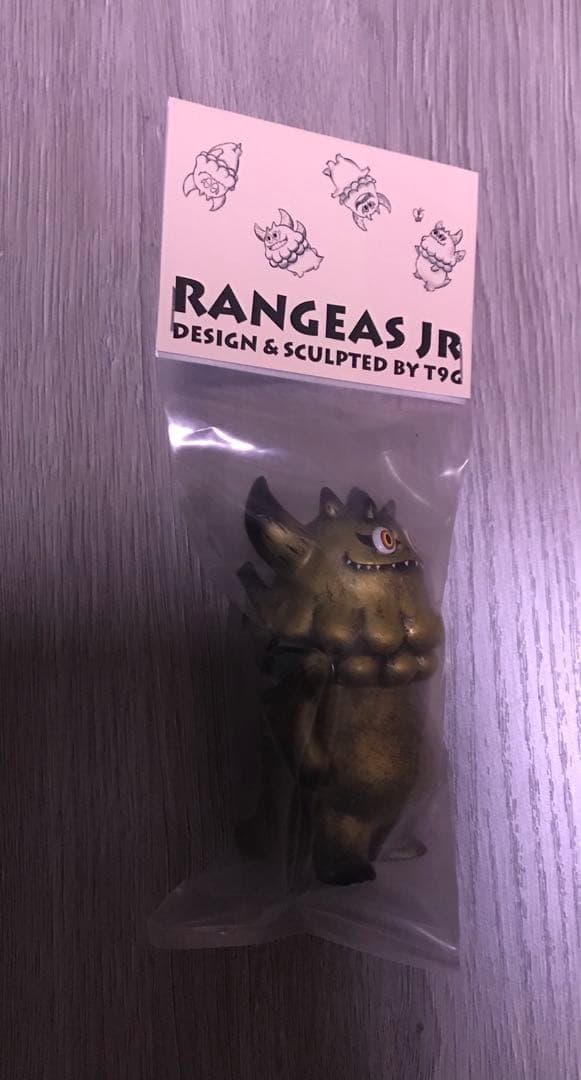 RANGEAS JR
DESIGN & SCULPTED BY T9G